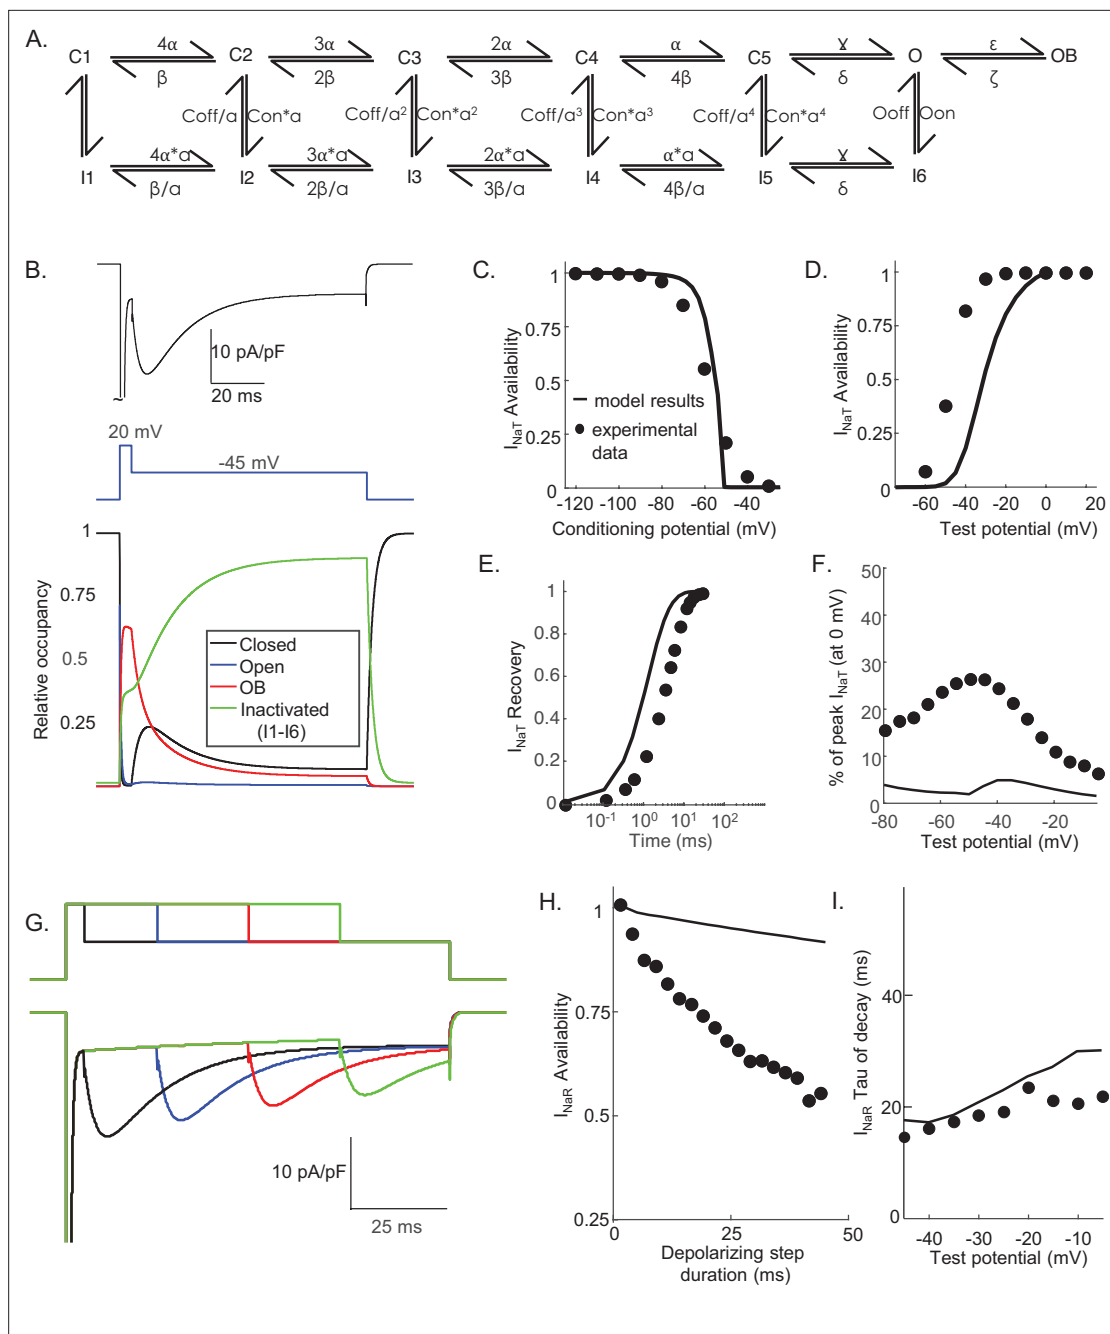 A.
C1 4α β C2 3α 2β C3 2α 3β C4 α 4β C5 ɣ δ O ε ζ OB
Coff/a Con*a Coff/a² Con*a² Coff/a³ Con*a³ Coff/a⁴ Con*a⁴ Ooff Oon
I1 4α*a β/a I2 3α*a 2β/a I3 2α*a 3β/a I4 α*a 4β/a I5 ɣ δ I6
B.
10 pA/pF
20 ms
20 mV
-45 mV
Relative occupancy
1
0.75
0.5
0.25
Closed
Open
OB
Inactivated
(I1-I6)
C.
I_NaT Availability
1
0.75
0.5
0.25
0
model results
experimental
data
-120 -100 -80 -60 -40
Conditioning potential (mV)
D.
I_NaT Availability
1
0.75
0.5
0.25
0
-60 -40 -20 0 20
Test potential (mV)
E.
I_NaT Recovery
1
0.8
0.6
0.4
0.2
0
10⁻¹ 10⁰ 10¹ 10²
Time (ms)
F.
% of peak I_NaT (at 0 mV)
50
40
30
20
10
0
-80 -60 -40 -20
Test potential (mV)
G.
10 pA/pF
25 ms
H.
I_NaR Availability
1
0.75
0.5
0.25
0 25 50
Depolarizing step
duration (ms)
I.
I_NaR Tau of decay (ms)
40
20
0
-40 -30 -20 -10
Test potential (mV)